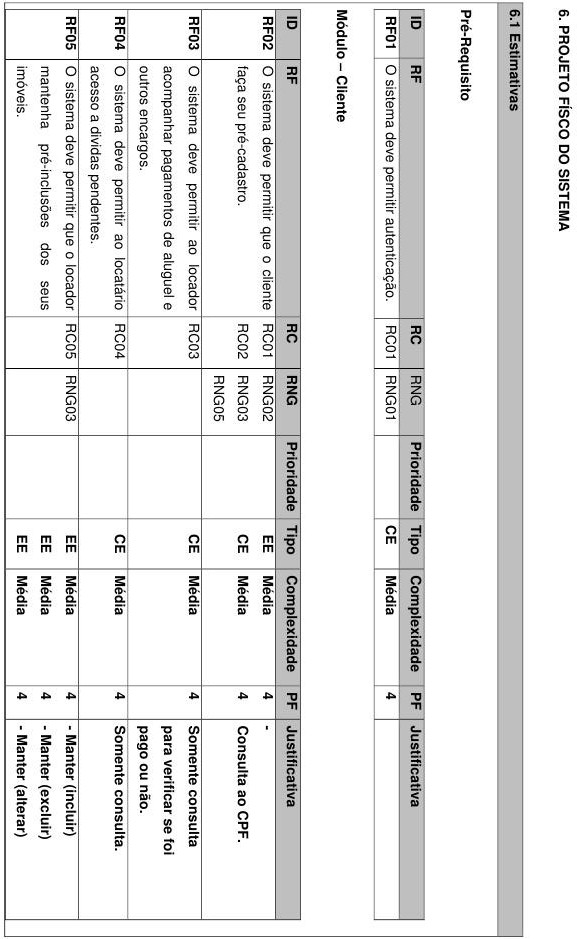 6. PROJETO FÍSCO DO SISTEMA
6.1 Estimativas
Pré-Requisito
ID RF RC RNG Prioridade Tipo Complexidade PF Justificativa
RF01 O sistema deve permitir autenticação. RC01 RNG01 CE Média 4
Módulo – Cliente
ID RF RC RNG Prioridade Tipo Complexidade PF Justificativa
RF02 O sistema deve permitir que o cliente RC01 RNG02 EE Média 4 -
faça seu pré-cadastro. RC02 RNG03 CE Média 4 Consulta ao CPF.
RNG05
RF03 O sistema deve permitir ao locador RC03 CE Média 4 Somente consulta
acompanhar pagamentos de aluguel e para verificar se foi
outros encargos. pago ou não.
RF04 O sistema deve permitir ao locatário RC04 CE Média 4 Somente consulta.
acesso a dividas pendentes.
RF05 O sistema deve permitir que o locador RC05 RNG03 EE Média 4 - Manter (incluir)
mantenha pré-inclusões dos seus EE Média 4 - Manter (excluir)
imóveis. EE Média 4 - Manter (alterar)